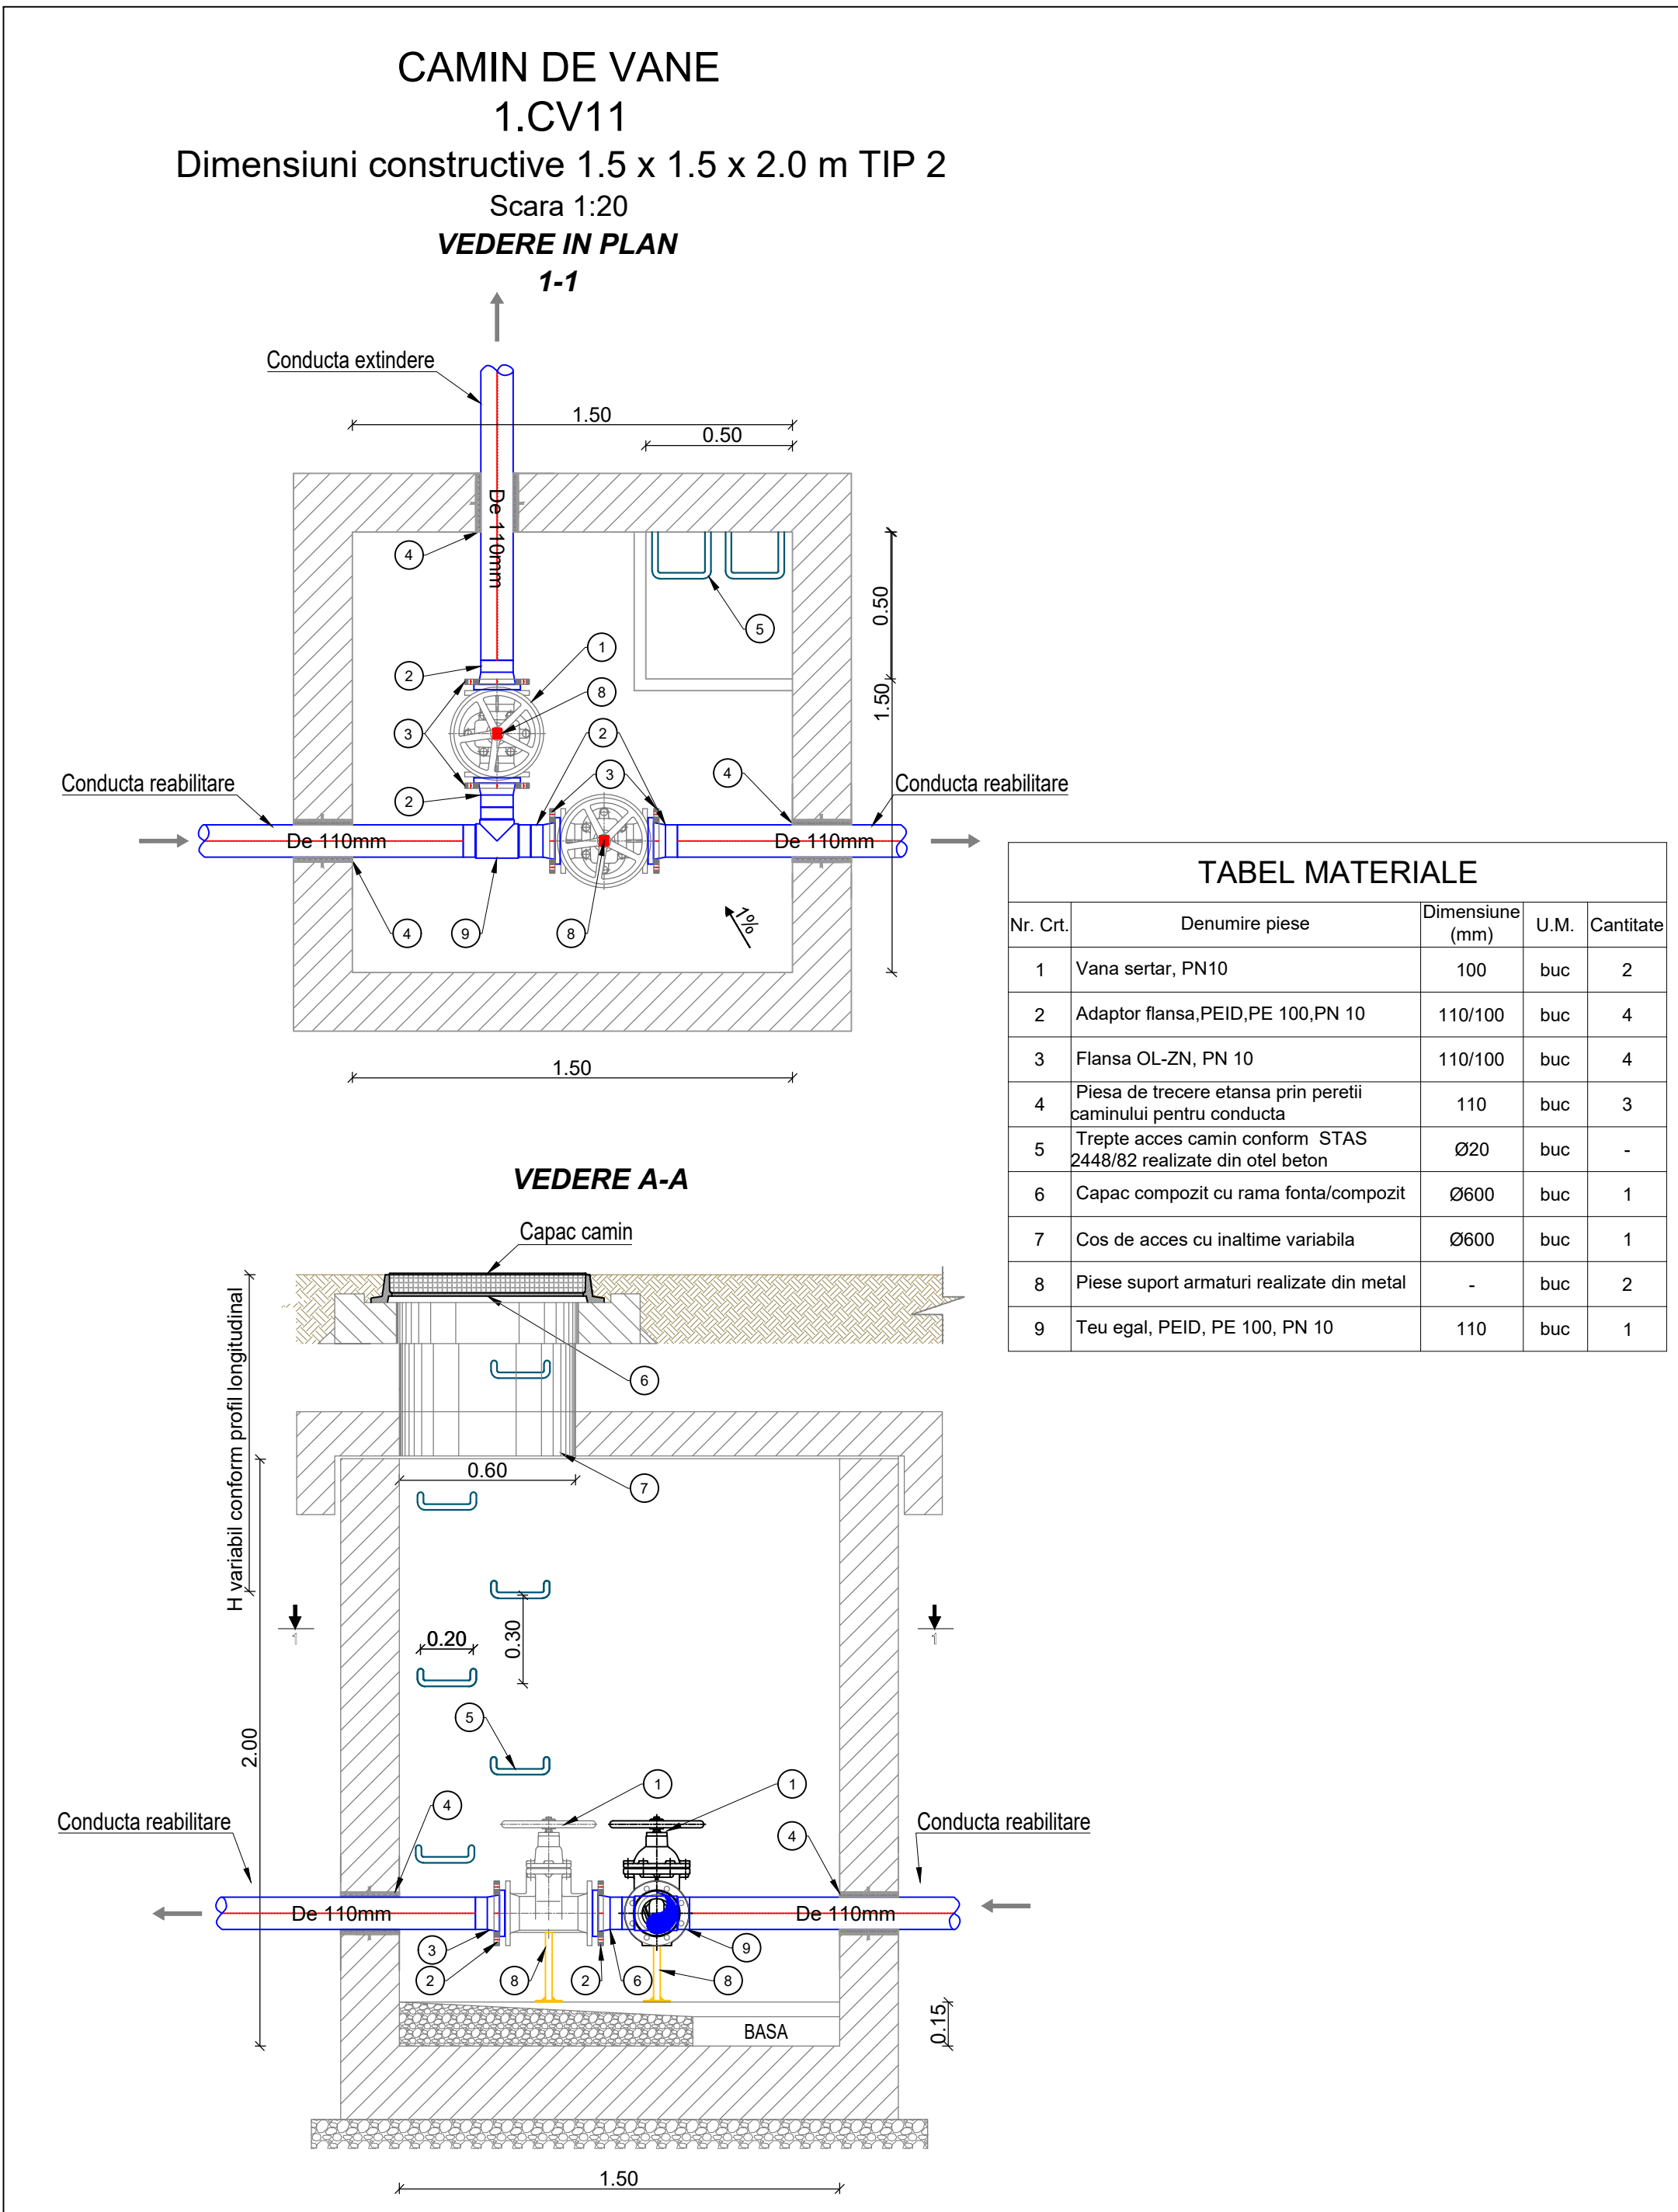 CAMIN DE VANE
1.CV11
Dimensiuni constructive 1.5 x 1.5 x 2.0 m TIP 2
Scara 1:20
VEDERE IN PLAN
1-1
Conducta extindere
1.50
0.50
De 110mm
4
5
0.50
1
2
8
1.50
3
2
3
4
Conducta reabilitare
Conducta reabilitare
2
De 110mm
De 110mm
4
9
8
1%
1.50
TABEL MATERIALE
Nr. Crt. Denumire piese Dimensiune (mm) U.M. Cantitate
1 Vana sertar, PN10 100 buc 2
2 Adaptor flansa,PEID,PE 100,PN 10 110/100 buc 4
3 Flansa OL-ZN, PN 10 110/100 buc 4
4 Piesa de trecere etansa prin peretii
caminului pentru conducta 110 buc 3
5 Trepte acces camin conform STAS
2448/82 realizate din otel beton Ø20 buc -
6 Capac compozit cu rama fonta/compozit Ø600 buc 1
7 Cos de acces cu inaltime variabila Ø600 buc 1
8 Piese suport armaturi realizate din metal - buc 2
9 Teu egal, PEID, PE 100, PN 10 110 buc 1
VEDERE A-A
Capac camin
H variabil conform profil longitudinal
6
0.60
7
1
1
0.20
0.30
5
2.00
1
1
4
4
Conducta reabilitare
Conducta reabilitare
De 110mm
De 110mm
3
9
2
8
2
6
8
BASA
0.15
1.50